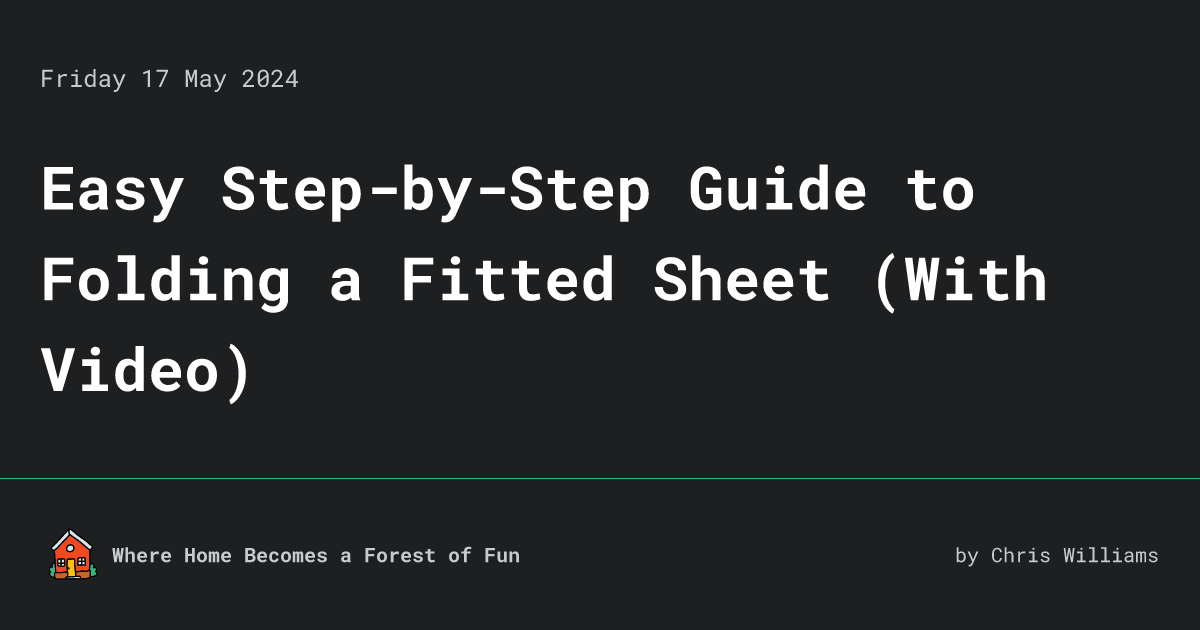 Friday 17 May 2024
Easy Step-by-Step Guide to
Folding a Fitted Sheet (With
Video)
Where Home Becomes a Forest of Fun
by Chris Williams